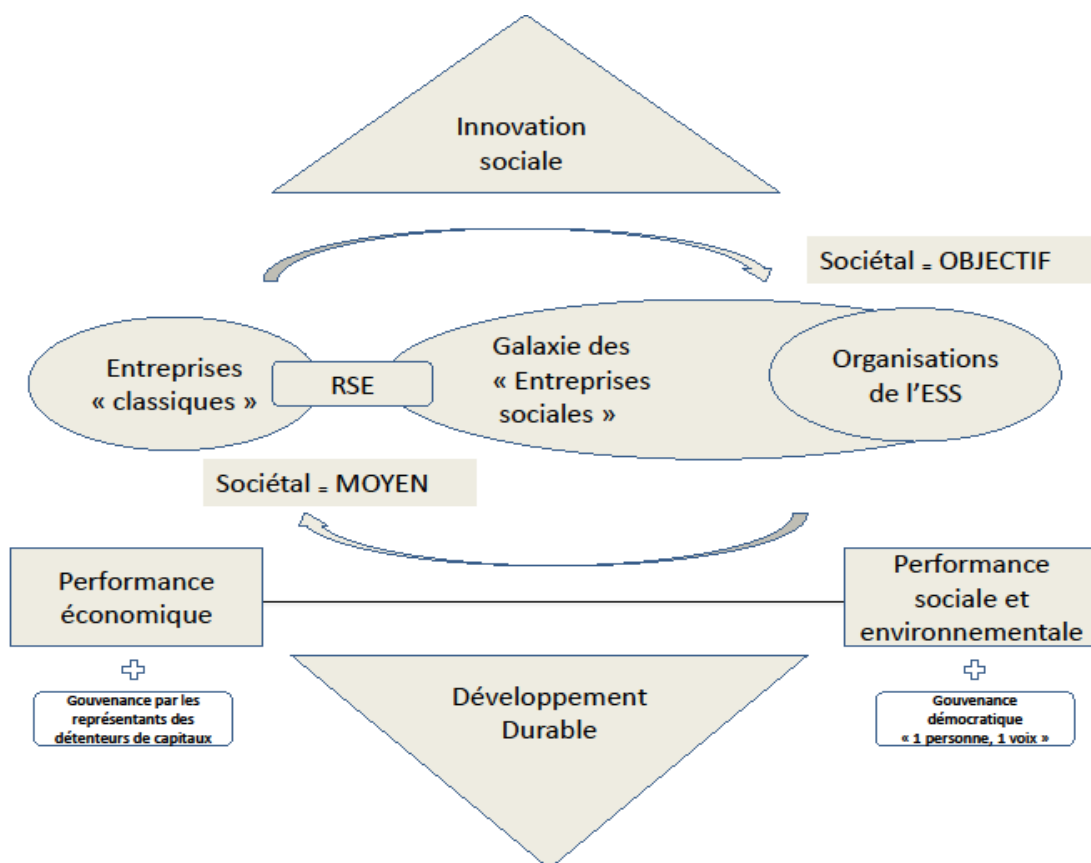 Innovation
sociale
Sociétal = OBJECTIF
Entreprises
« classiques »
RSE
Galaxie des
« Entreprises
sociales »
Organisations
de l’ESS
Sociétal = MOYEN
Performance
économique
Performance
sociale et
environnementale
Gouvenance par les
représentants des
détenteurs de capitaux
Développement
Durable
Gouvenance
démocratique
« 1 personne, 1 voix »